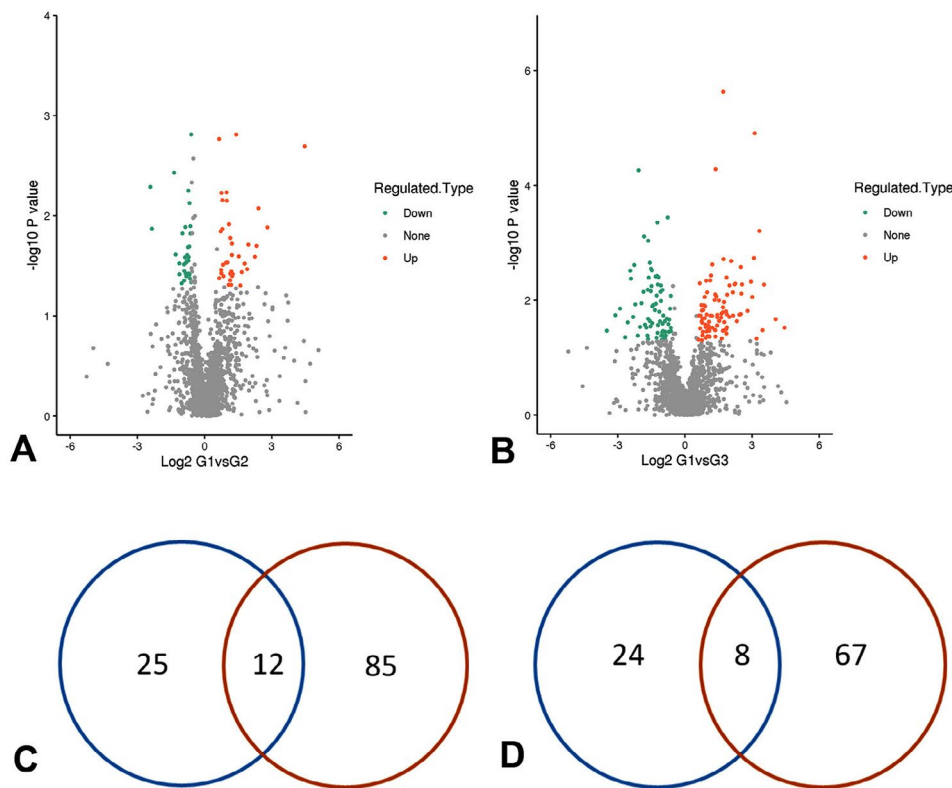 4
3
2
1
0
-log10 P value
-6
-3
0
3
6
Log2 G1vsG2
Regulated.Type
Down
None
Up
A
6
4
2
0
-log10 P value
-6
-3
0
3
6
Log2 G1vsG3
Regulated.Type
Down
None
Up
B
25
12
85
C
24
8
67
D